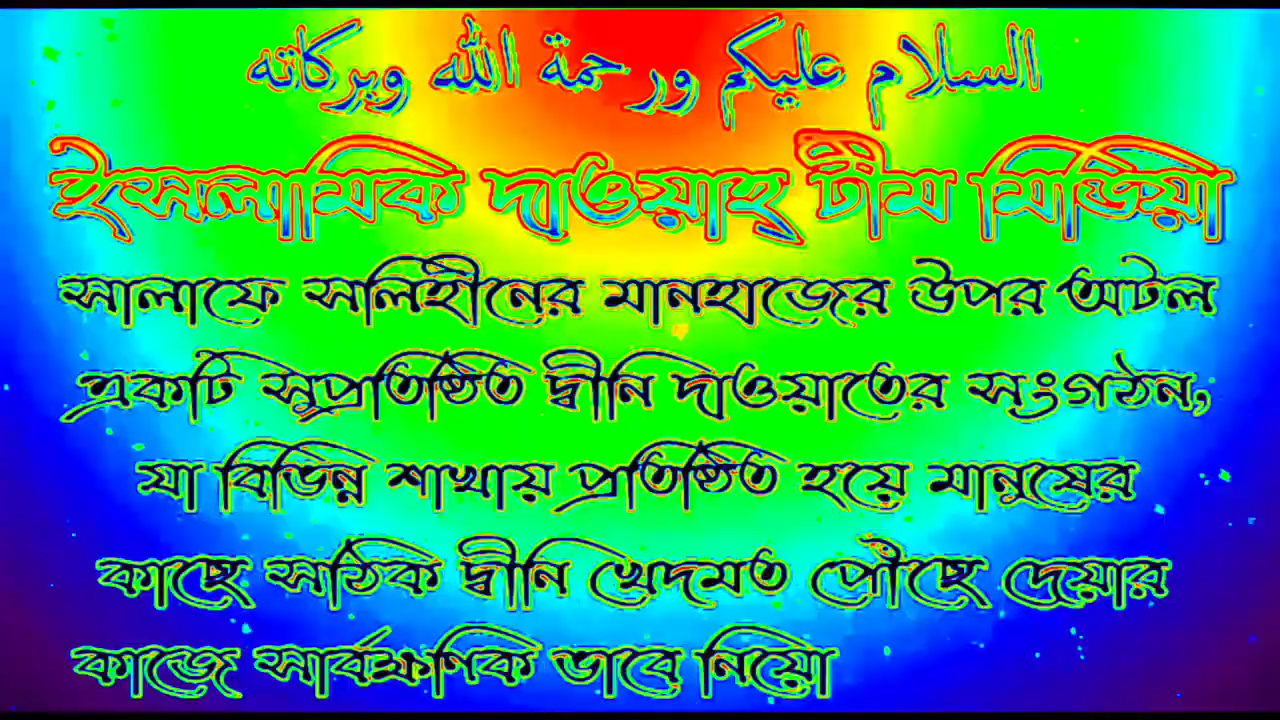 السلام عليكم ورحمة الله وبركاته
ইসলামিক দাওয়াহ টীম মিডিয়া
সালাফে সলিহীনের মানহাজের উপর অটল
একটি সুপ্রতিষ্ঠিত দ্বীনি দাওয়াতের সংগঠন,
যা বিভিন্ন শাখায় প্রতিষ্ঠিত হয়ে মানুষের
কাছে সঠিক দ্বীনি খেদমত পৌঁছে দেয়ার
কাজে সার্বক্ষণিক ভাবে নিয়ো